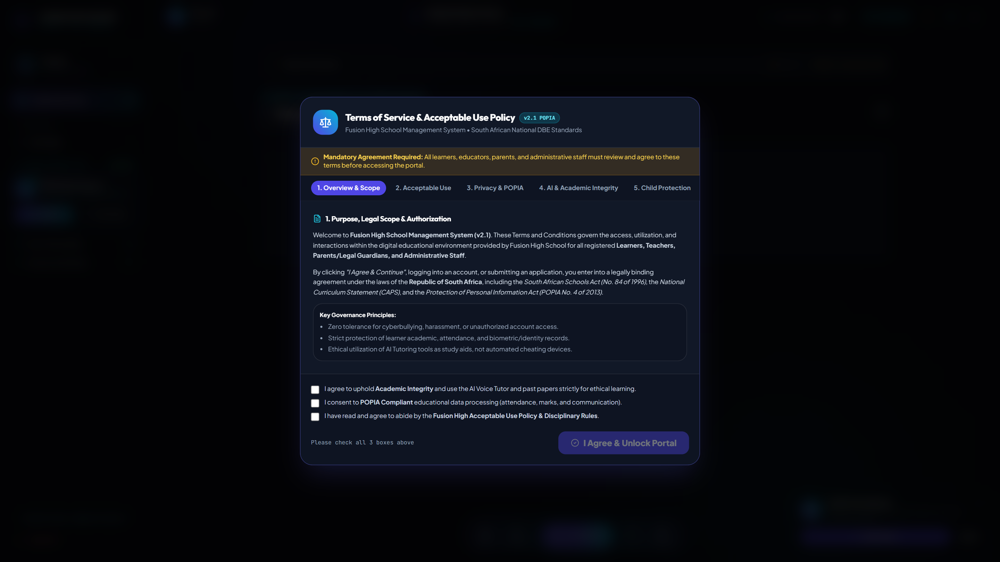 Terms of Service & Acceptable Use Policy v2.1 POPIA
Fusion High School Management System • South African National DBE Standards
Mandatory Agreement Required: All learners, educators, parents, and administrative staff must review and agree to these
terms before accessing the portal.
1. Overview & Scope 2. Acceptable Use 3. Privacy & POPIA 4. AI & Academic Integrity 5. Child Protection
1. Purpose, Legal Scope & Authorization
Welcome to Fusion High School Management System (v2.1). These Terms and Conditions govern the access, utilization, and
interactions within the digital educational environment provided by Fusion High School for all registered Learners, Teachers,
Parents/Legal Guardians, and Administrative Staff.
By clicking "I Agree & Continue", logging into an account, or submitting an application, you enter into a legally binding
agreement under the laws of the Republic of South Africa, including the South African Schools Act (No. 84 of 1996), the National
Curriculum Statement (CAPS), and the Protection of Personal Information Act (POPIA No. 4 of 2013).
Key Governance Principles:
• Zero tolerance for cyberbullying, harassment, or unauthorized account access.
• Strict protection of learner academic, attendance, and biometric/identity records.
• Ethical utilization of AI Tutoring tools as study aids, not automated cheating devices.
I agree to uphold Academic Integrity and use the AI Voice Tutor and past papers strictly for ethical learning.
I consent to POPIA Compliant educational data processing (attendance, marks, and communication).
I have read and agree to abide by the Fusion High Acceptable Use Policy & Disciplinary Rules.
Please check all 3 boxes above
I Agree & Unlock Portal